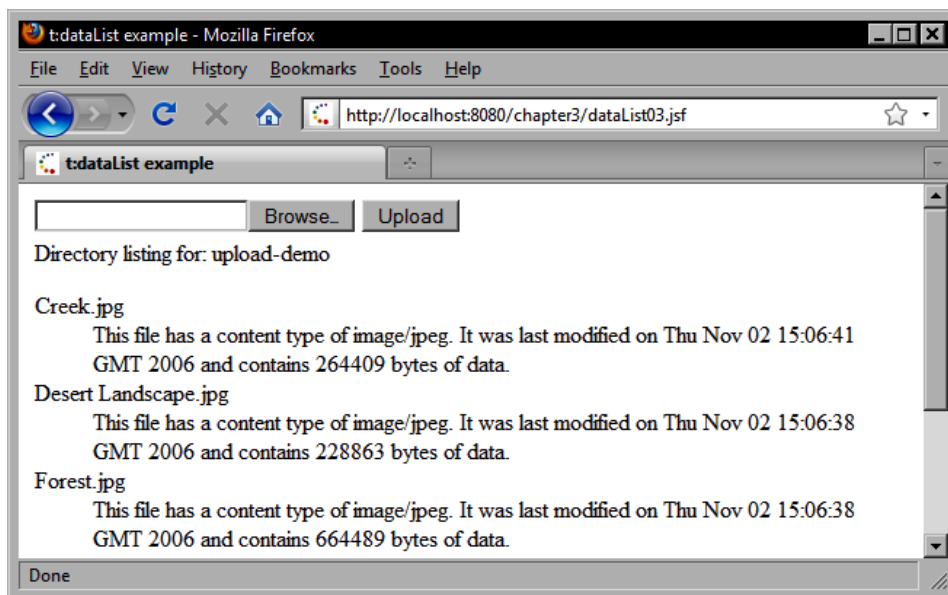 t:dataList example - Mozilla Firefox
File Edit View History Bookmarks Tools Help
http://localhost:8080/chapter3/dataList03.jsf
t:dataList example
Browse... Upload
Directory listing for: upload-demo
Creek.jpg
This file has a content type of image/jpeg. It was last modified on Thu Nov 02 15:06:41
GMT 2006 and contains 264409 bytes of data.
Desert Landscape.jpg
This file has a content type of image/jpeg. It was last modified on Thu Nov 02 15:06:38
GMT 2006 and contains 228863 bytes of data.
Forest.jpg
This file has a content type of image/jpeg. It was last modified on Thu Nov 02 15:06:38
GMT 2006 and contains 664489 bytes of data.
Done